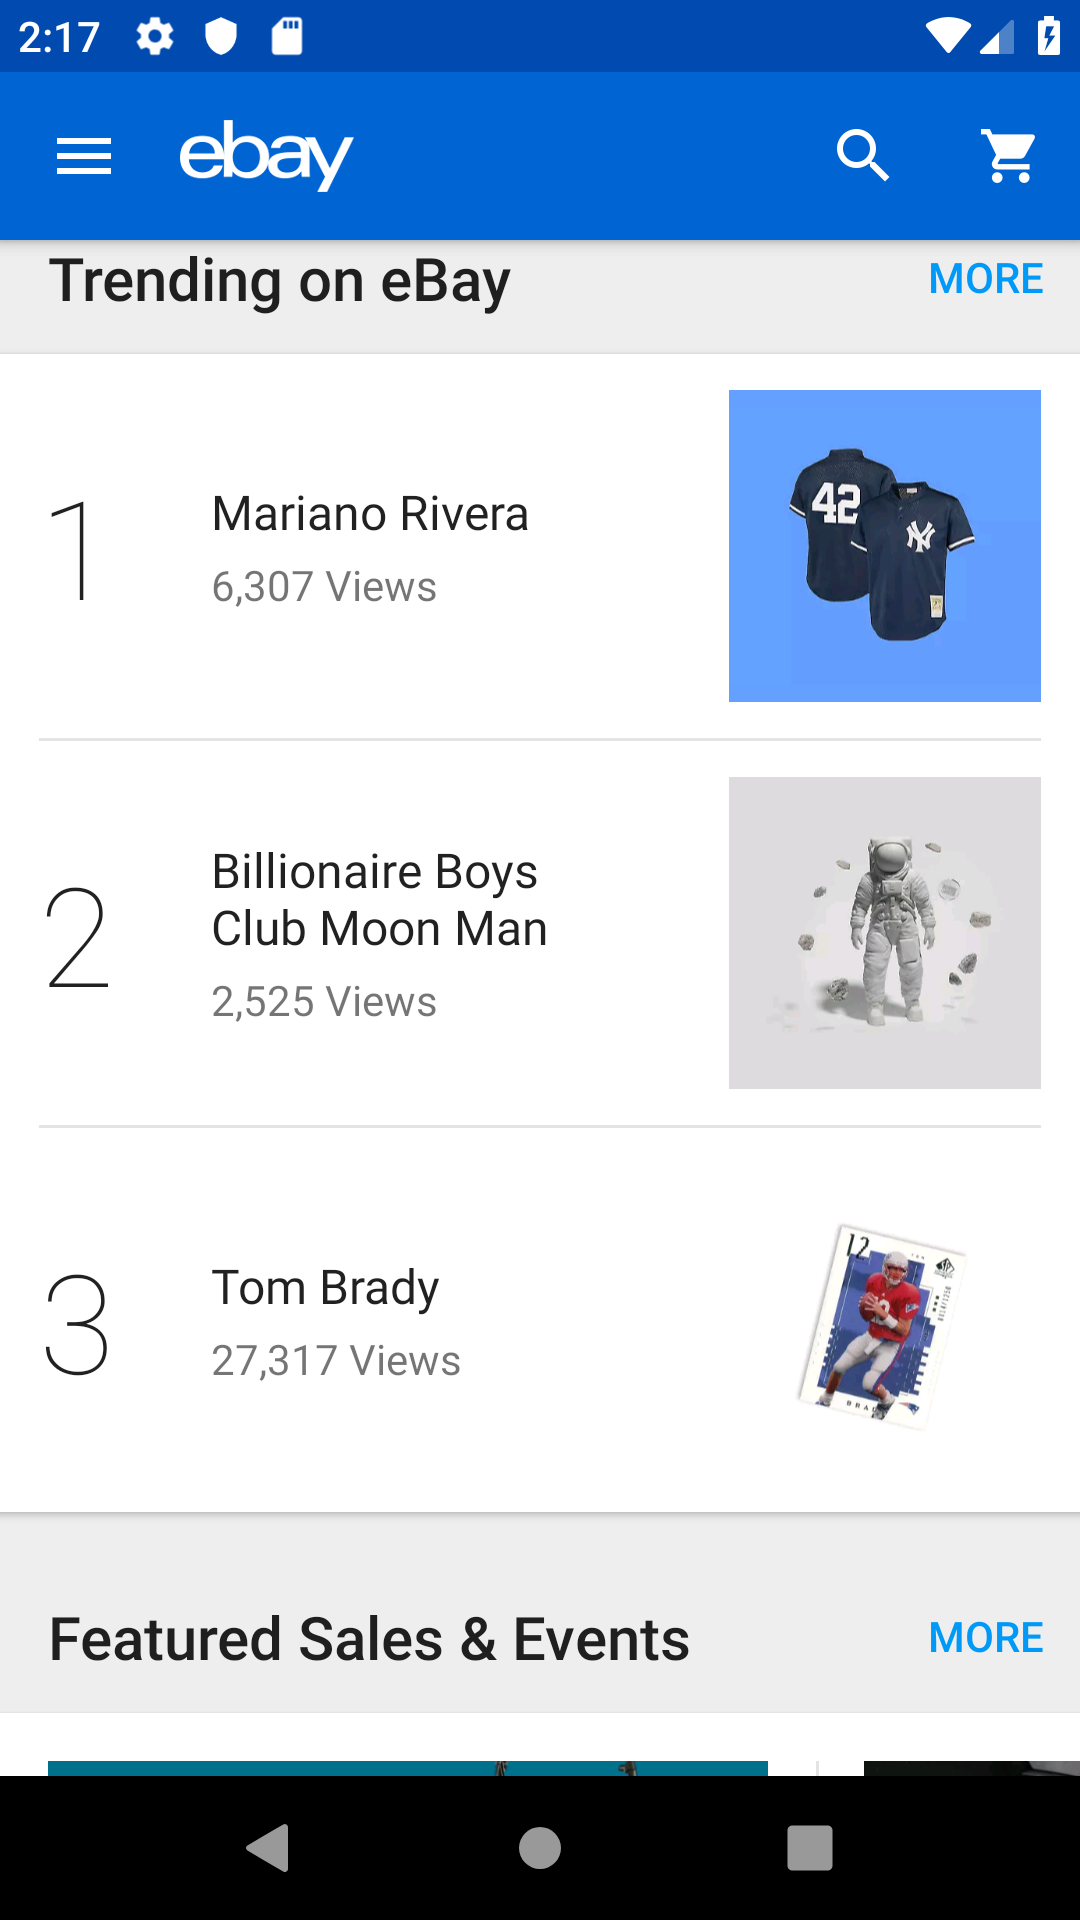 2:17
ebay
Trending on eBay
MORE
1
Mariano Rivera
6,307 Views
42
NY
2
Billionaire Boys
Club Moon Man
2,525 Views
3
Tom Brady
27,317 Views
12
Featured Sales & Events
MORE